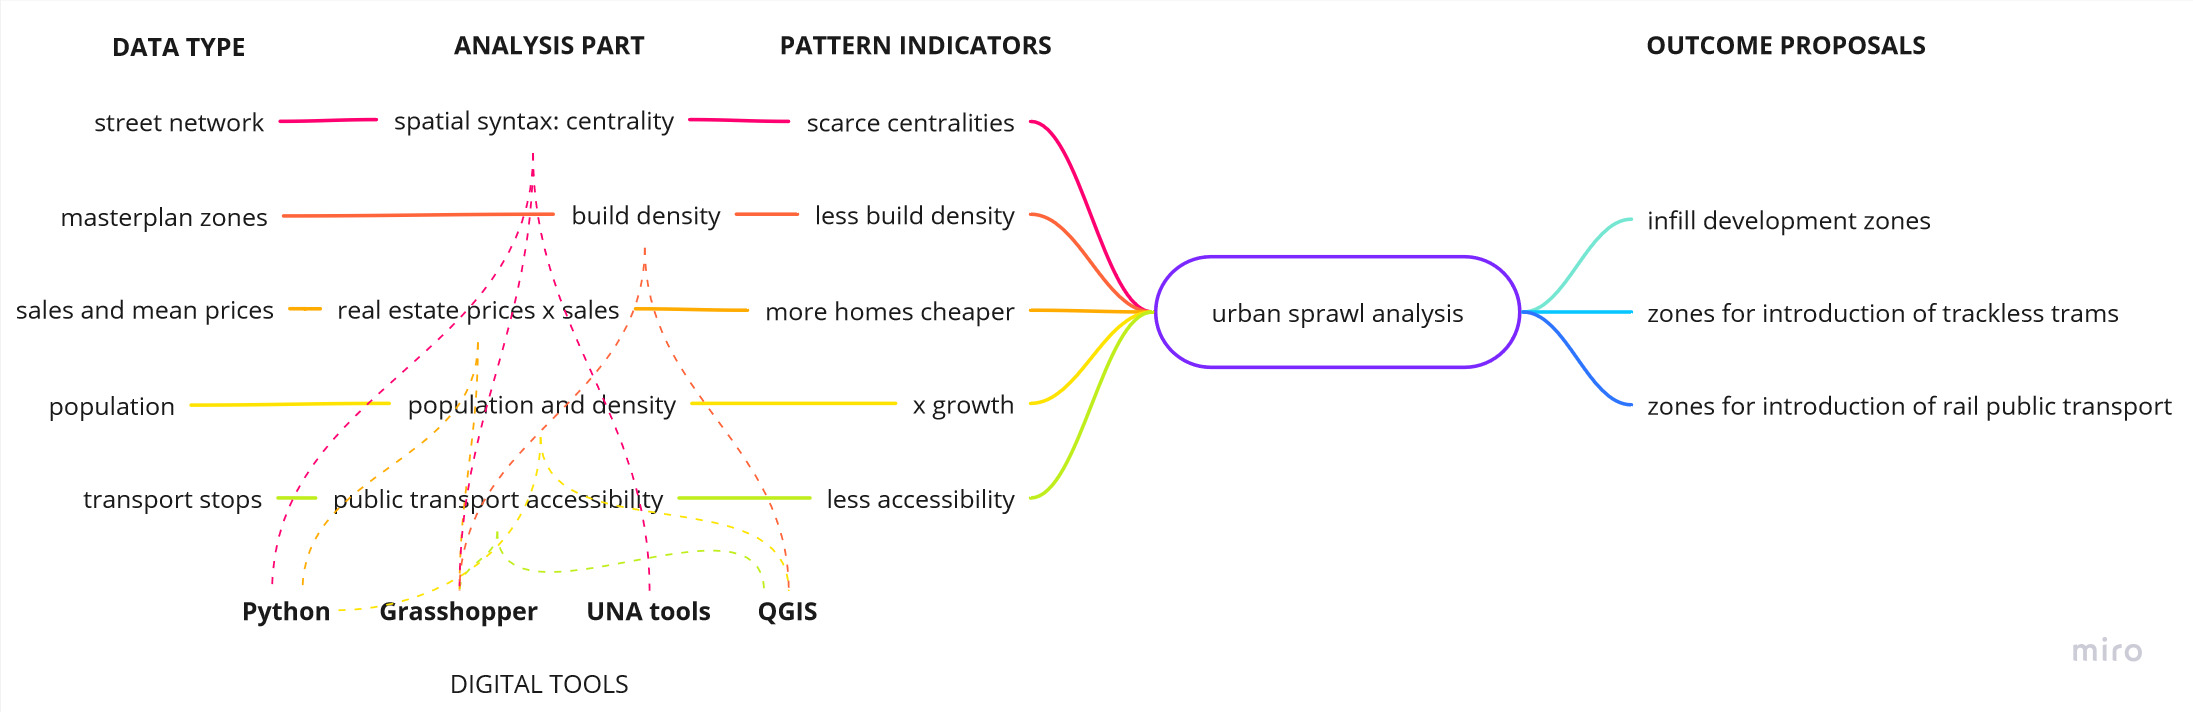 DATA TYPE
ANALYSIS PART
PATTERN INDICATORS
OUTCOME PROPOSALS
street network
spatial syntax: centrality
scarce centralities
masterplan zones
build density
less build density
infill development zones
sales and mean prices
real estate prices x sales
more homes cheaper
urban sprawl analysis
zones for introduction of trackless trams
population
population and density
x growth
zones for introduction of rail public transport
transport stops
public transport accessibility
less accessibility
Python
Grasshopper
UNA tools
QGIS
DIGITAL TOOLS
miro